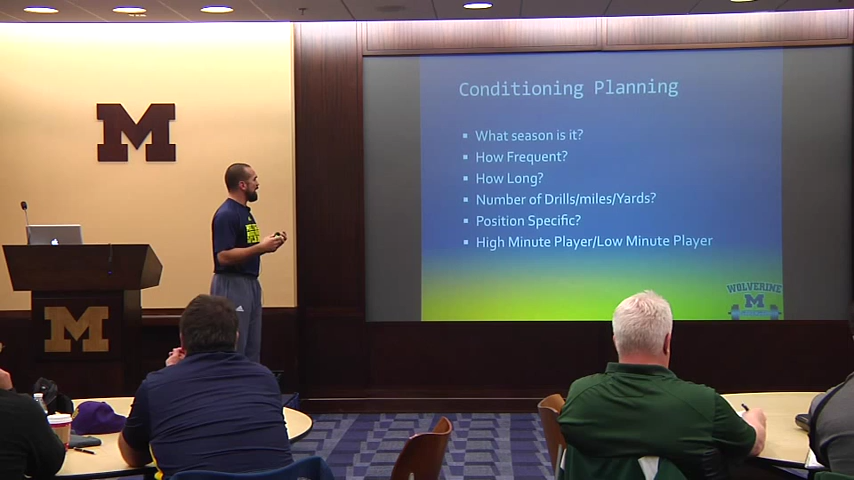 M
M
Conditioning Planning
What season is it?
How Frequent?
How Long?
Number of Drills/miles/Yards?
Position Specific?
High Minute Player/Low Minute Player
WOLVERINE
M
M